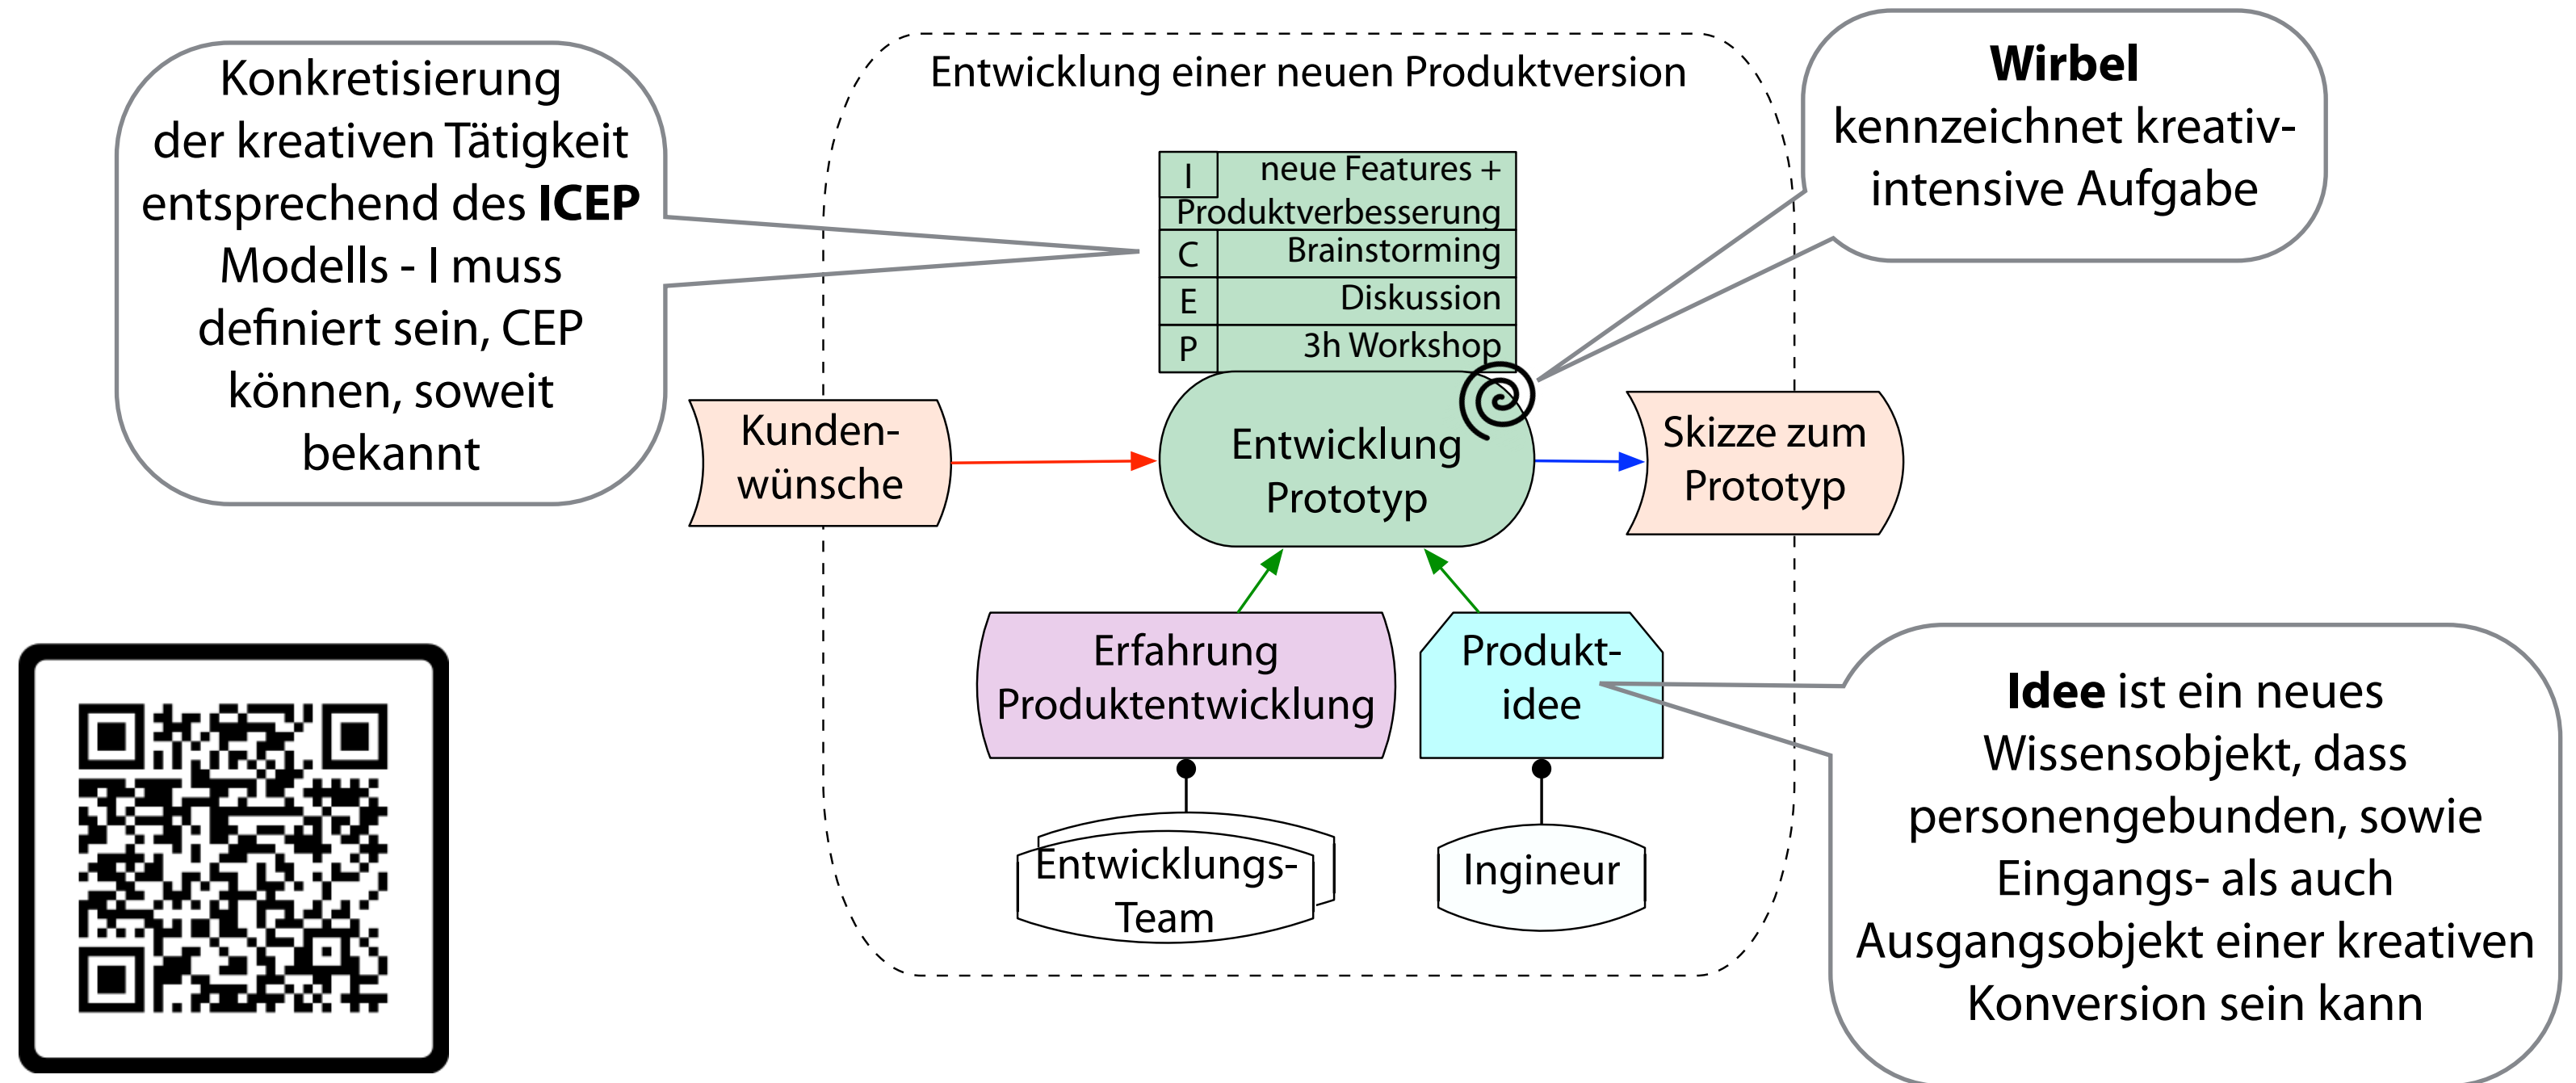 Konkretisierung
der kreativen Tätigkeit
entsprechend des ICEP
Modells - I muss
definiert sein, CEP
können, soweit
bekannt
Entwicklung einer neuen Produktversion
Wirbel
kennzeichnet kreativ-
intensive Aufgabe
I neue Features +
Produktverbesserung
C Brainstorming
E Diskussion
P 3h Workshop
Kunden-
wünsche
Entwicklung
Prototyp
Skizze zum
Prototyp
Erfahrung
Produktentwicklung
Produkt-
idee
Entwicklungs-
Team
Ingineur
Idee ist ein neues
Wissensobjekt, dass
personengebunden, sowie
Eingangs- als auch
Ausgangsobjekt einer kreativen
Konversion sein kann